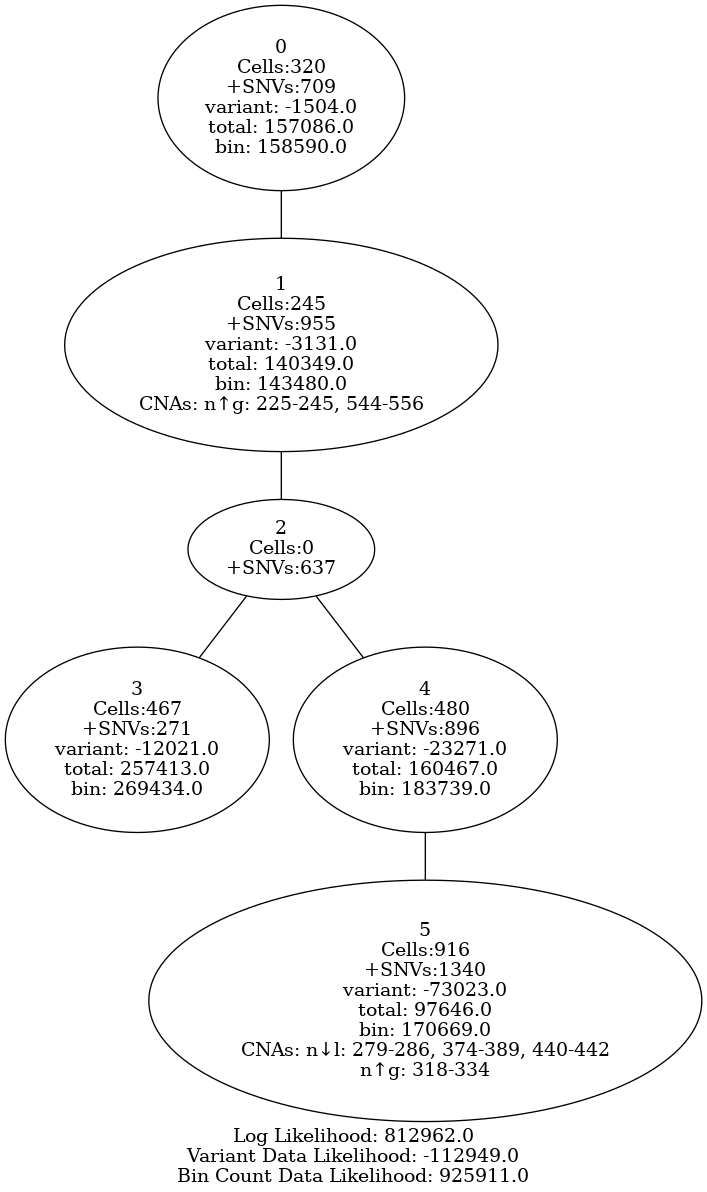 0
Cells:320
+SNVs:709
variant: -1504.0
total: 157086.0
bin: 158590.0
1
Cells:245
+SNVs:955
variant: -3131.0
total: 140349.0
bin: 143480.0
CNAs: n↑g: 225-245, 544-556
2
Cells:0
+SNVs:637
3
Cells:467
+SNVs:271
variant: -12021.0
total: 257413.0
bin: 269434.0
4
Cells:480
+SNVs:896
variant: -23271.0
total: 160467.0
bin: 183739.0
5
Cells:916
+SNVs:1340
variant: -73023.0
total: 97646.0
bin: 170669.0
CNAs: n↓l: 279-286, 374-389, 440-442
n↑g: 318-334
Log Likelihood: 812962.0
Variant Data Likelihood: -112949.0
Bin Count Data Likelihood: 925911.0